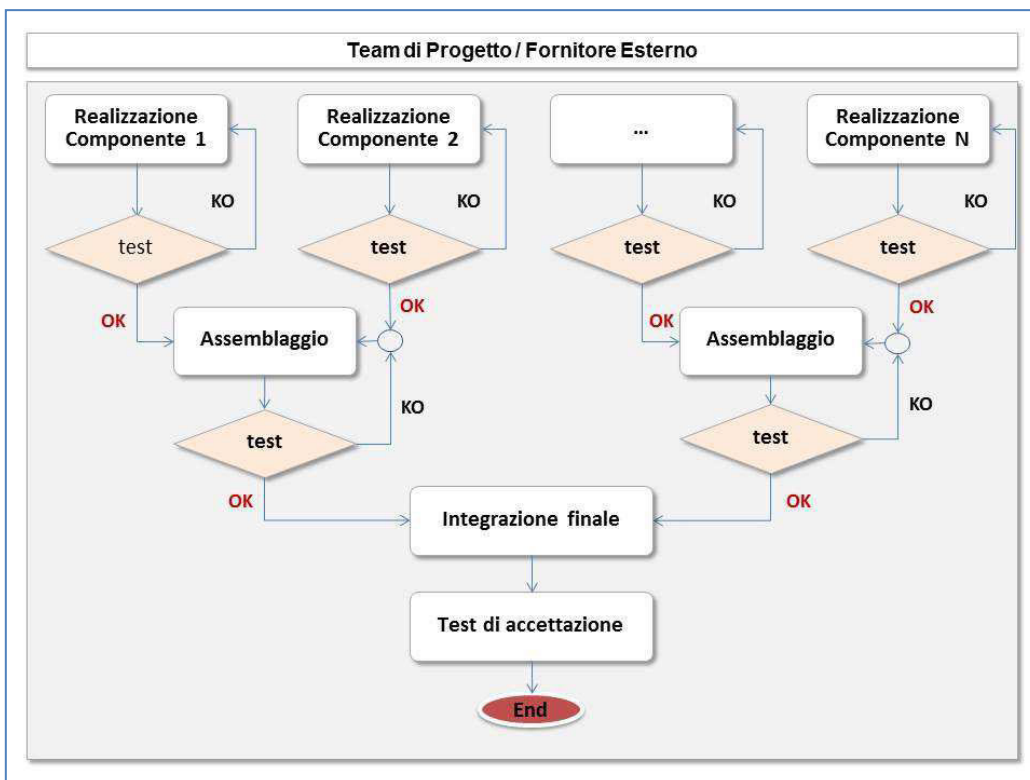 Team di Progetto / Fornitore Esterno
Realizzazione
Componente 1
Realizzazione
Componente 2
...
Realizzazione
Componente N
KO
KO
KO
KO
test
test
test
test
OK
OK
OK
OK
Assemblaggio
Assemblaggio
KO
KO
test
test
OK
OK
Integrazione finale
Test di accettazione
End